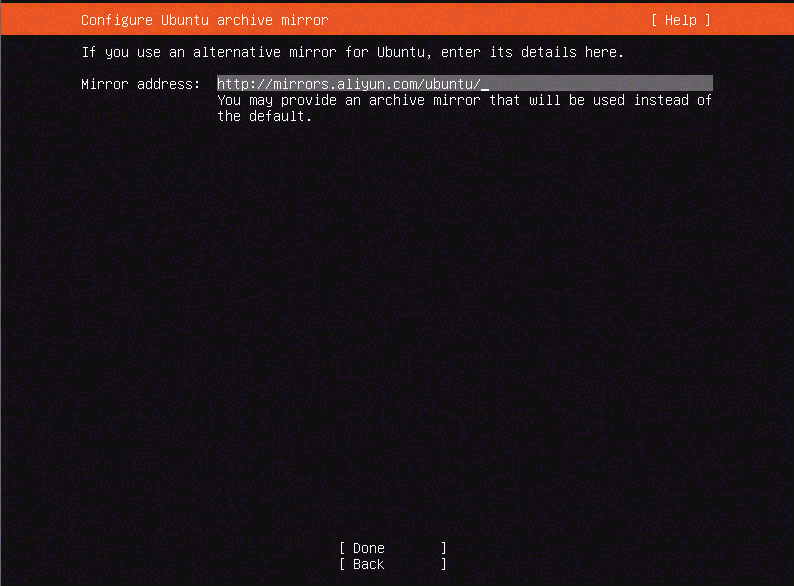 Configure Ubuntu archive mirror [ Help ]
If you use an alternative mirror for Ubuntu, enter its details here.
Mirror address: http://mirrors.aliyun.com/ubuntu/_
You may provide an archive mirror that will be used instead of
the default.
[ Done ]
[ Back ]